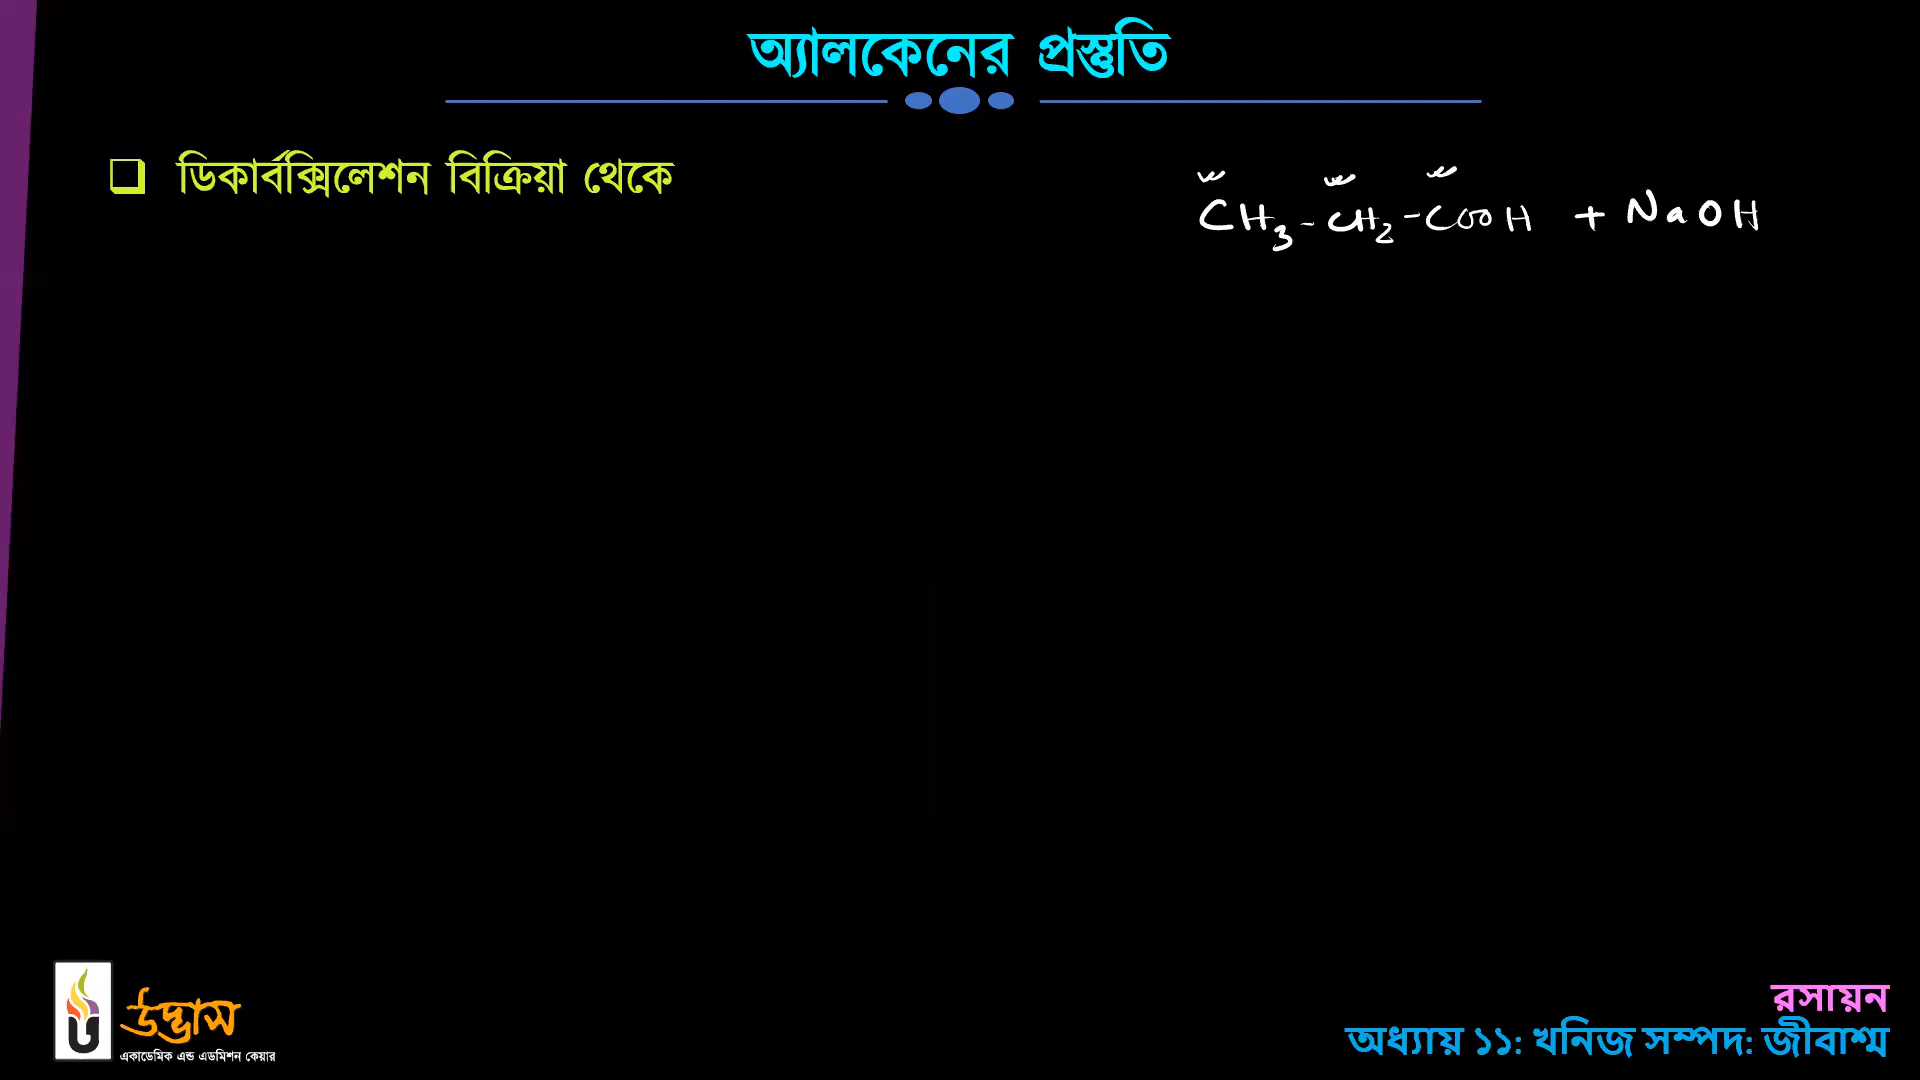 অ্যালকেনের প্রস্তুতি
❑ ডিকার্বক্সিলেশন বিক্রিয়া থেকে
CH₃-CH₂-COOH + NaOH
উদ্ভাস
একাডেমিক এন্ড এডমিশন কেয়ার
রসায়ন
অধ্যায় ১১: খনিজ সম্পদ: জীবাশ্ম